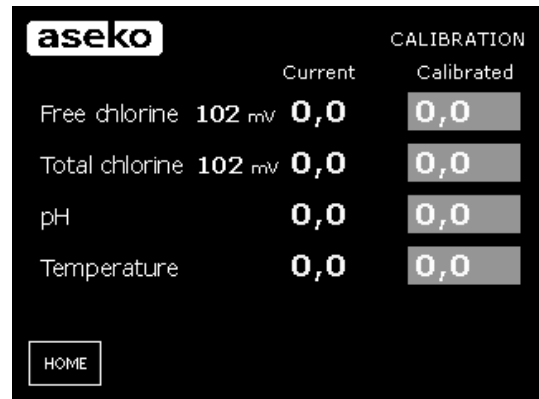 aseko
CALIBRATION
Current Calibrated
Free chlorine 102 mV 0,0 0,0
Total chlorine 102 mV 0,0 0,0
pH 0,0 0,0
Temperature 0,0 0,0
HOME